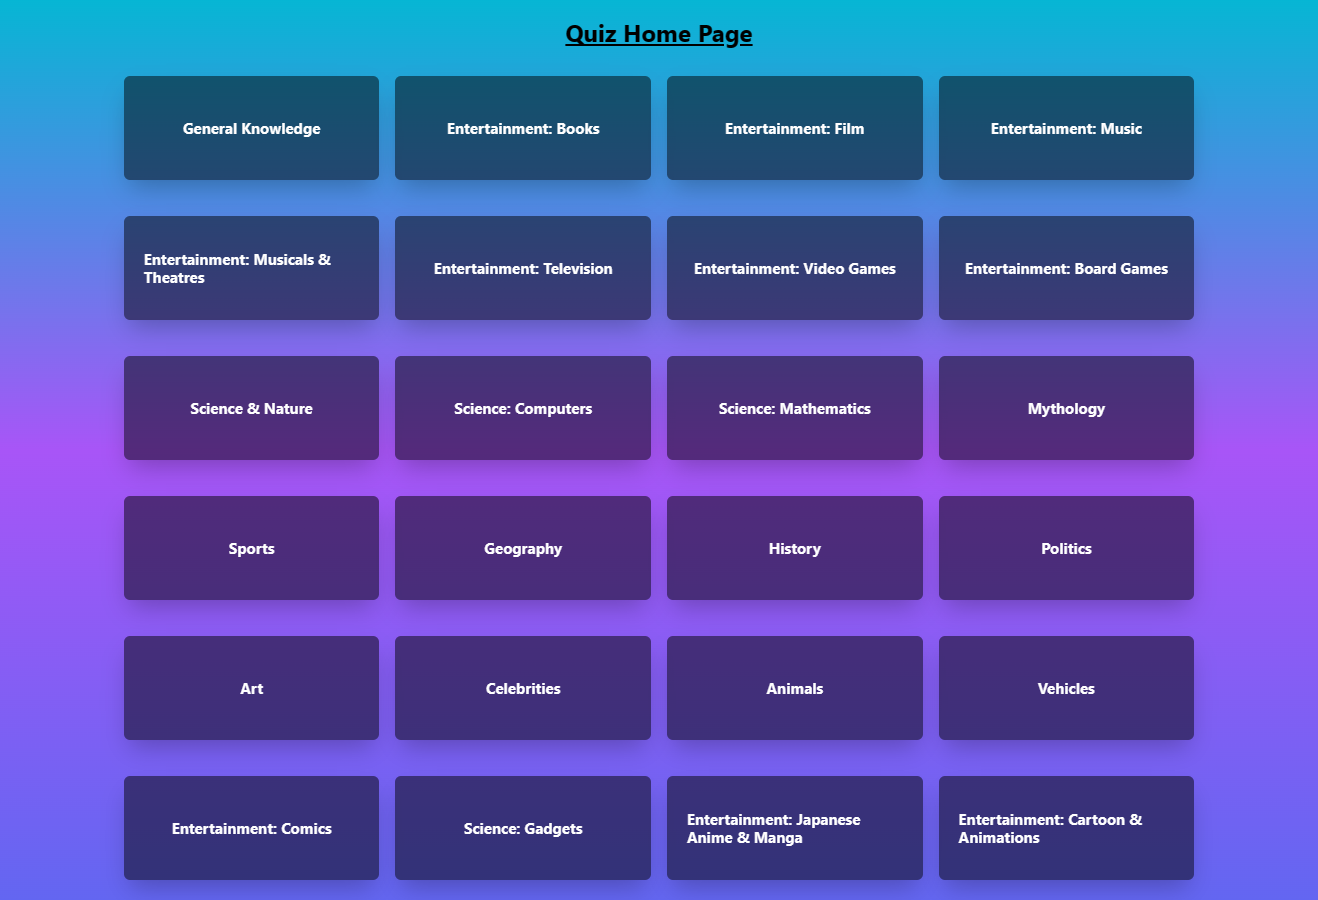 Quiz Home Page
General Knowledge
Entertainment: Books
Entertainment: Film
Entertainment: Music
Entertainment: Musicals &
Theatres
Entertainment: Television
Entertainment: Video Games
Entertainment: Board Games
Science & Nature
Science: Computers
Science: Mathematics
Mythology
Sports
Geography
History
Politics
Art
Celebrities
Animals
Vehicles
Entertainment: Comics
Science: Gadgets
Entertainment: Japanese
Anime & Manga
Entertainment: Cartoon &
Animations